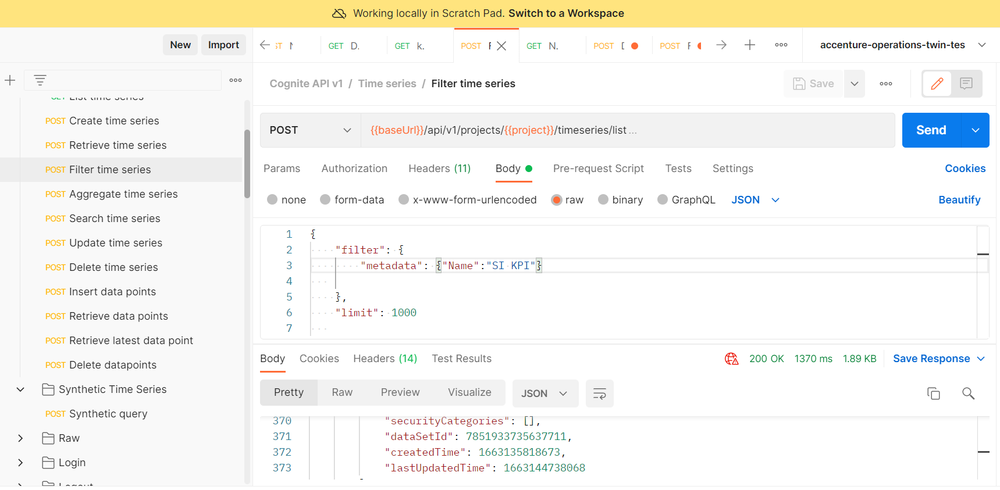 Working locally in Scratch Pad. Switch to a Workspace
New Import
GET D.
GET k.
POST
GET N.
POST
POST
accenture-operations-twin-tes
Cognite API v1 / Time series / Filter time series
Save
List time series
POST Create time series
POST Retrieve time series
POST Filter time series
POST Aggregate time series
POST Search time series
POST Update time series
POST Delete time series
POST Insert data points
POST Retrieve data points
POST Retrieve latest data point
POST Delete datapoints
Synthetic Time Series
POST Synthetic query
Raw
Login
POST {{baseUrl}}/api/v1/projects/{{project}}/timeseries/list ...
Send
Params Authorization Headers (11) Body Pre-request Script Tests Settings Cookies
none form-data x-www-form-urlencoded raw binary GraphQL JSON Beautify
1 {
2 "filter": {
3 "metadata": {"Name":"SI KPI"}
4
5 },
6 "limit": 1000
7
Body Cookies Headers (14) Test Results 200 OK 1370 ms 1.89 KB Save Response
Pretty Raw Preview Visualize JSON
370 "securityCategories": [],
371 "dataSetId": 7851933735637711,
372 "createdTime": 1663135818673,
373 "lastUpdatedTime": 1663144738068